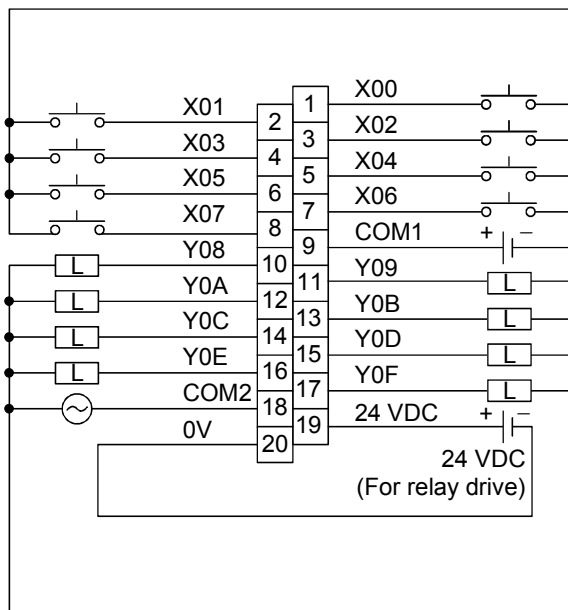 X00
1
X01
2
X02
3
X03
4
X04
5
X05
6
X06
7
X07
8
COM1
+ −
9
Y08
L
10
Y09
L
11
Y0A
L
12
Y0B
L
13
Y0C
L
14
Y0D
L
15
Y0E
L
16
Y0F
L
17
COM2
18
24 VDC
+ −
19
0V
20
24 VDC
(For relay drive)